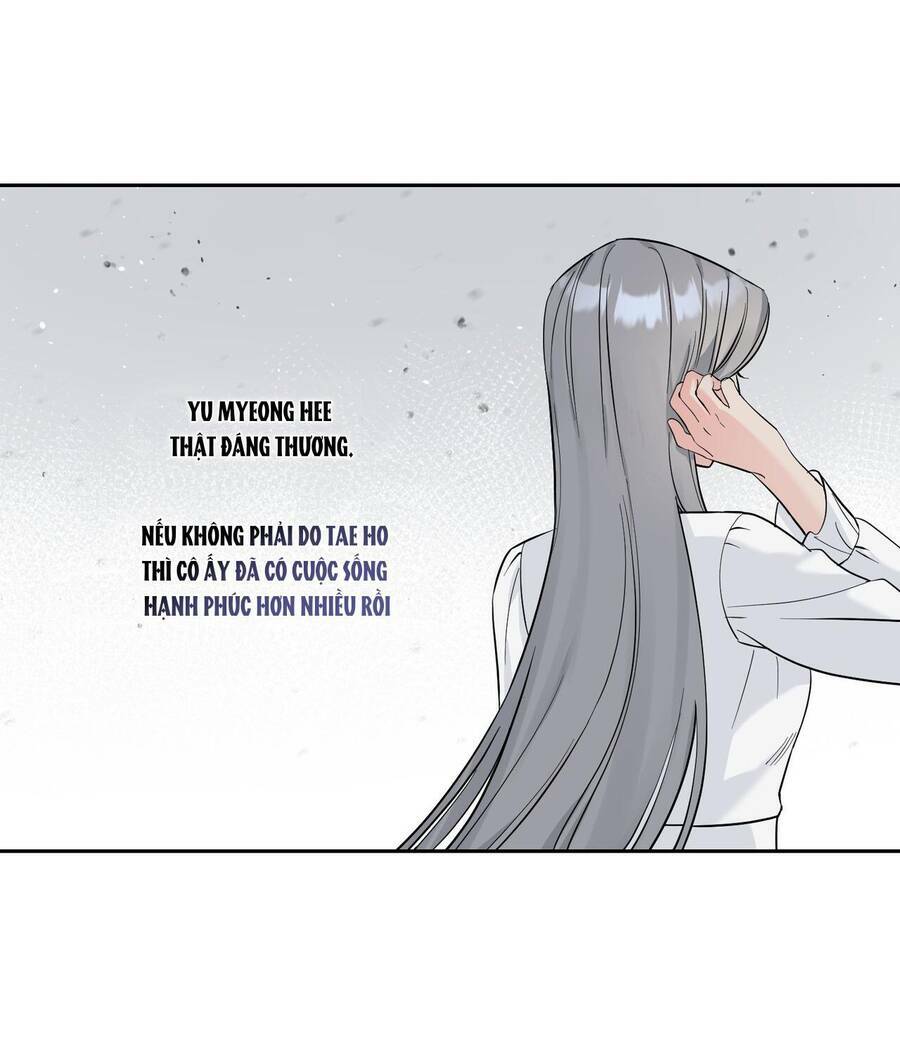 YU MYEONG HEE
THẬT ĐÁNG THƯƠNG.
NẾU KHÔNG PHẢI DO TAE HO
THÌ CÔ ẤY ĐÃ CÓ CUỘC SỐNG
HẠNH PHÚC HƠN NHIỀU RỒI